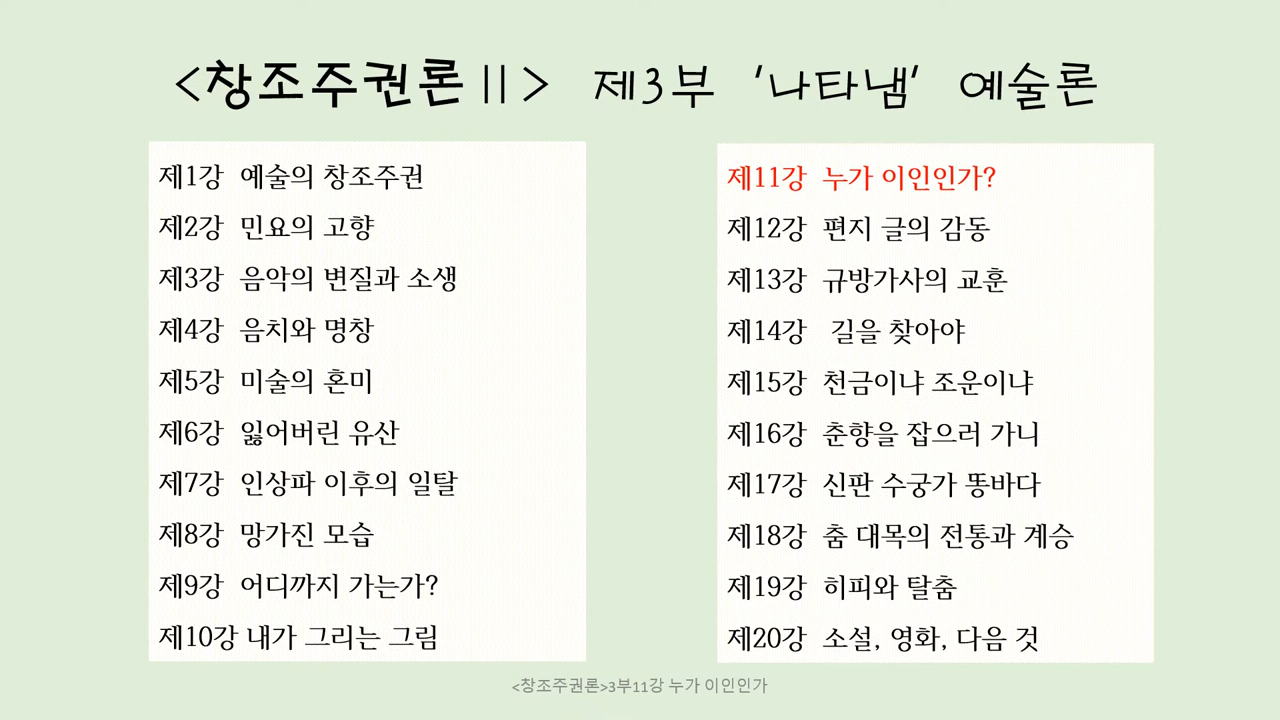 <창조주권론||> 제3부 '나타냄' 예술론
제1강 예술의 창조주권
제2강 민요의 고향
제3강 음악의 변질과 소생
제4강 음치와 명창
제5강 미술의 혼미
제6강 잃어버린 유산
제7강 인상파 이후의 일탈
제8강 망가진 모습
제9강 어디까지 가는가?
제10강 내가 그리는 그림
제11강 누가 이인인가?
제12강 편지 글의 감동
제13강 규방가사의 교훈
제14강 길을 찾아야
제15강 천금이냐 조운이냐
제16강 춘향을 잡으러 가니
제17강 신판 수궁가 똥바다
제18강 춤 대목의 전통과 계승
제19강 히피와 탈춤
제20강 소설, 영화, 다음 것
<창조주권론>3부11강 누가 이인인가